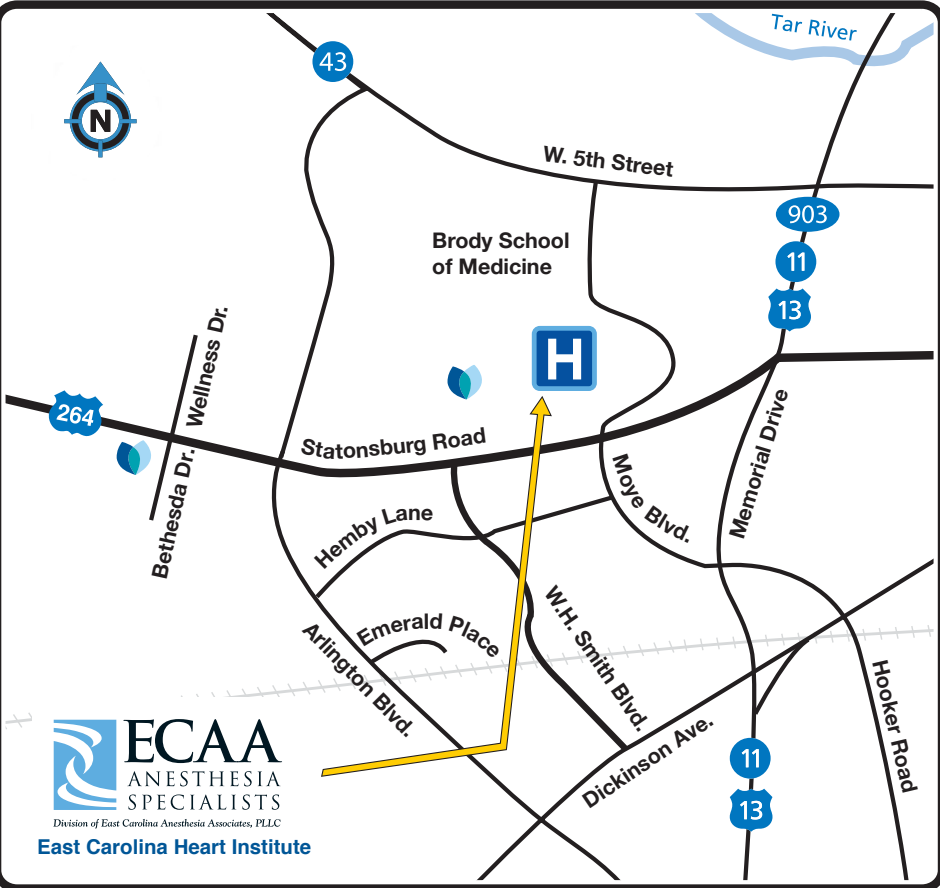 Tar River
43
N
W. 5th Street
903
Brody School
of Medicine
11
13
H
Wellness Dr.
264
Statonsburg Road
Memorial Drive
Bethesda Dr.
Moye Blvd.
Hemby Lane
W.H. Smith Blvd.
Emerald Place
Arlington Blvd.
Hooker Road
Dickinson Ave.
11
13
ECAA
ANESTHESIA
SPECIALISTS
Division of East Carolina Anesthesia Associates, PLLC
East Carolina Heart Institute